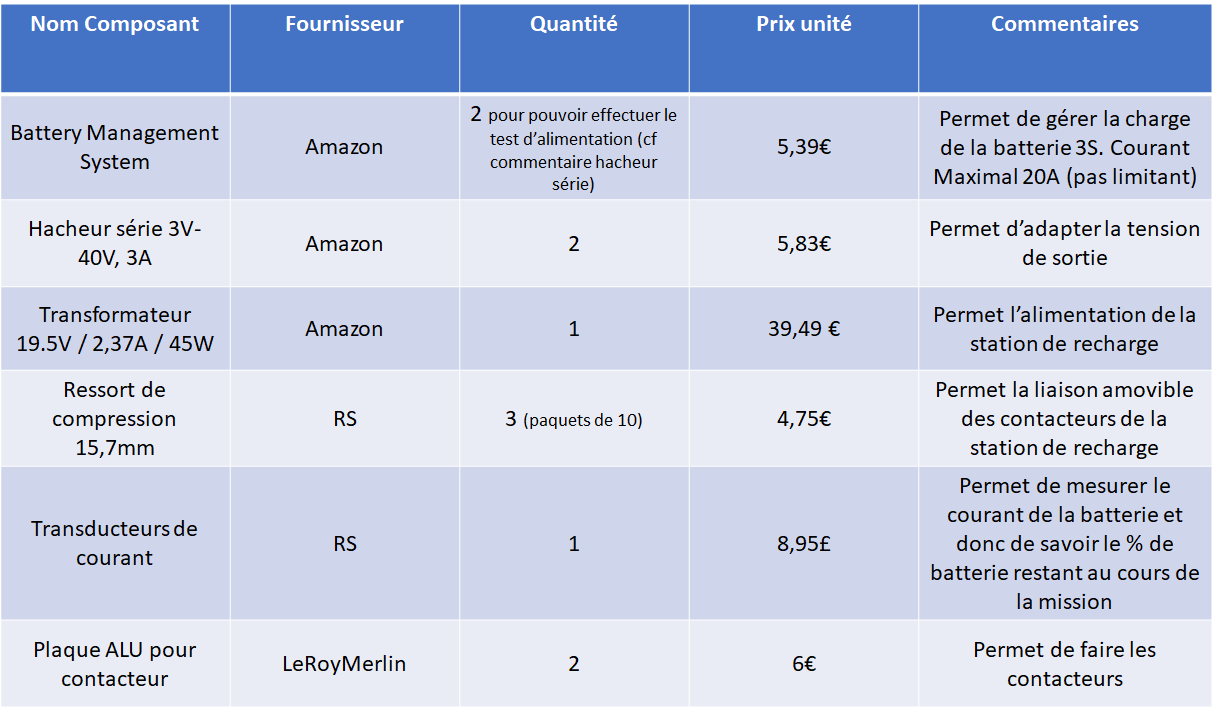 Nom Composant
Fournisseur
Quantité
Prix unité
Commentaires
Battery Management
System
Amazon
2 pour pouvoir effectuer le
test d’alimentation (cf
commentaire hacheur
série)
5,39€
Permet de gérer la charge
de la batterie 3S. Courant
Maximal 20A (pas limitant)
Hacheur série 3V-
40V, 3A
Amazon
2
5,83€
Permet d’adapter la tension
de sortie
Transformateur
19.5V / 2,37A / 45W
Amazon
1
39,49 €
Permet l’alimentation de la
station de recharge
Ressort de
compression
15,7mm
RS
3 (paquets de 10)
4,75€
Permet la liaison amovible
des contacteurs de la
station de recharge
Transducteurs de
courant
RS
1
8,95£
Permet de mesurer le
courant de la batterie et
donc de savoir le % de
batterie restant au cours de
la mission
Plaque ALU pour
contacteur
LeRoyMerlin
2
6€
Permet de faire les
contacteurs